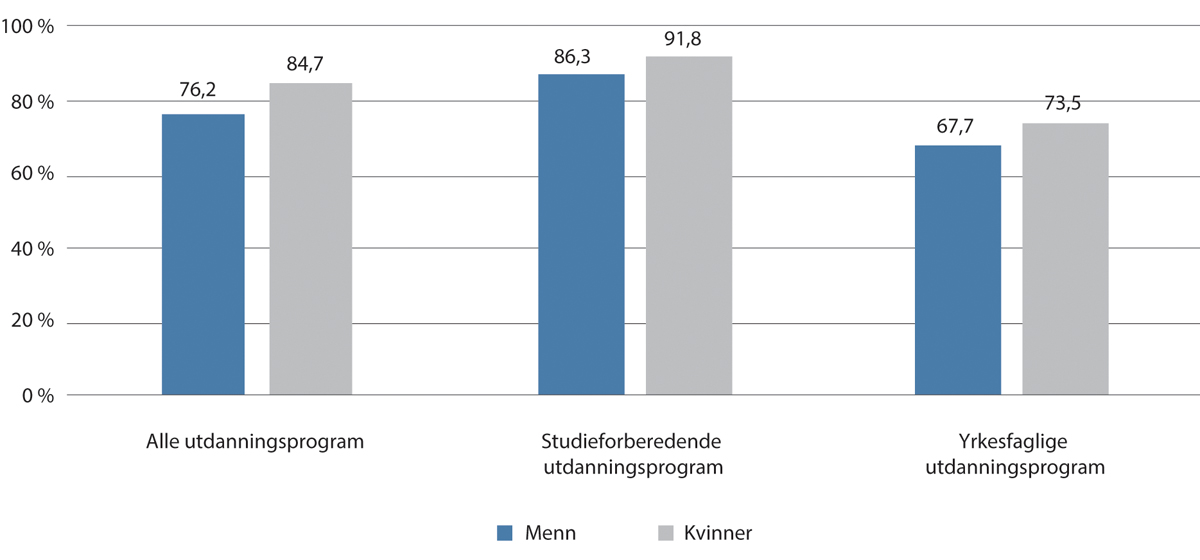 100 %
80 %
60 %
40 %
20 %
0 %
76,2
84,7
86,3
91,8
67,7
73,5
Alle utdanningsprogram
Studieforberedende
utdanningsprogram
Yrkesfaglige
utdanningsprogram
Menn
Kvinner